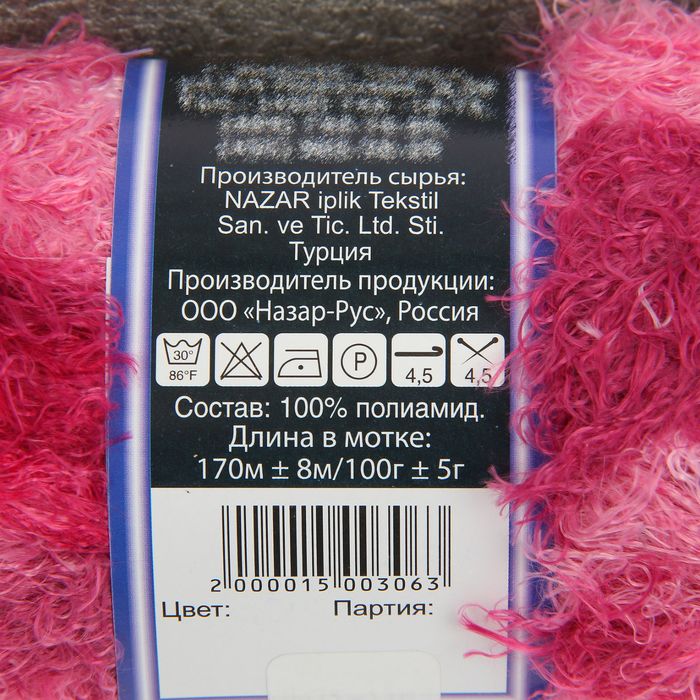 Производитель сырья:
NAZAR iplik Tekstil
San. ve Tic. Ltd. Sti.
Турция
Производитель продукции:
ООО «Назар-Рус», Россия
30°
86°F
P
4,5
4,5
Состав: 100% полиамид.
Длина в мотке:
170м ± 8м/100г ± 5г
2 000015 003063
Цвет: Партия: